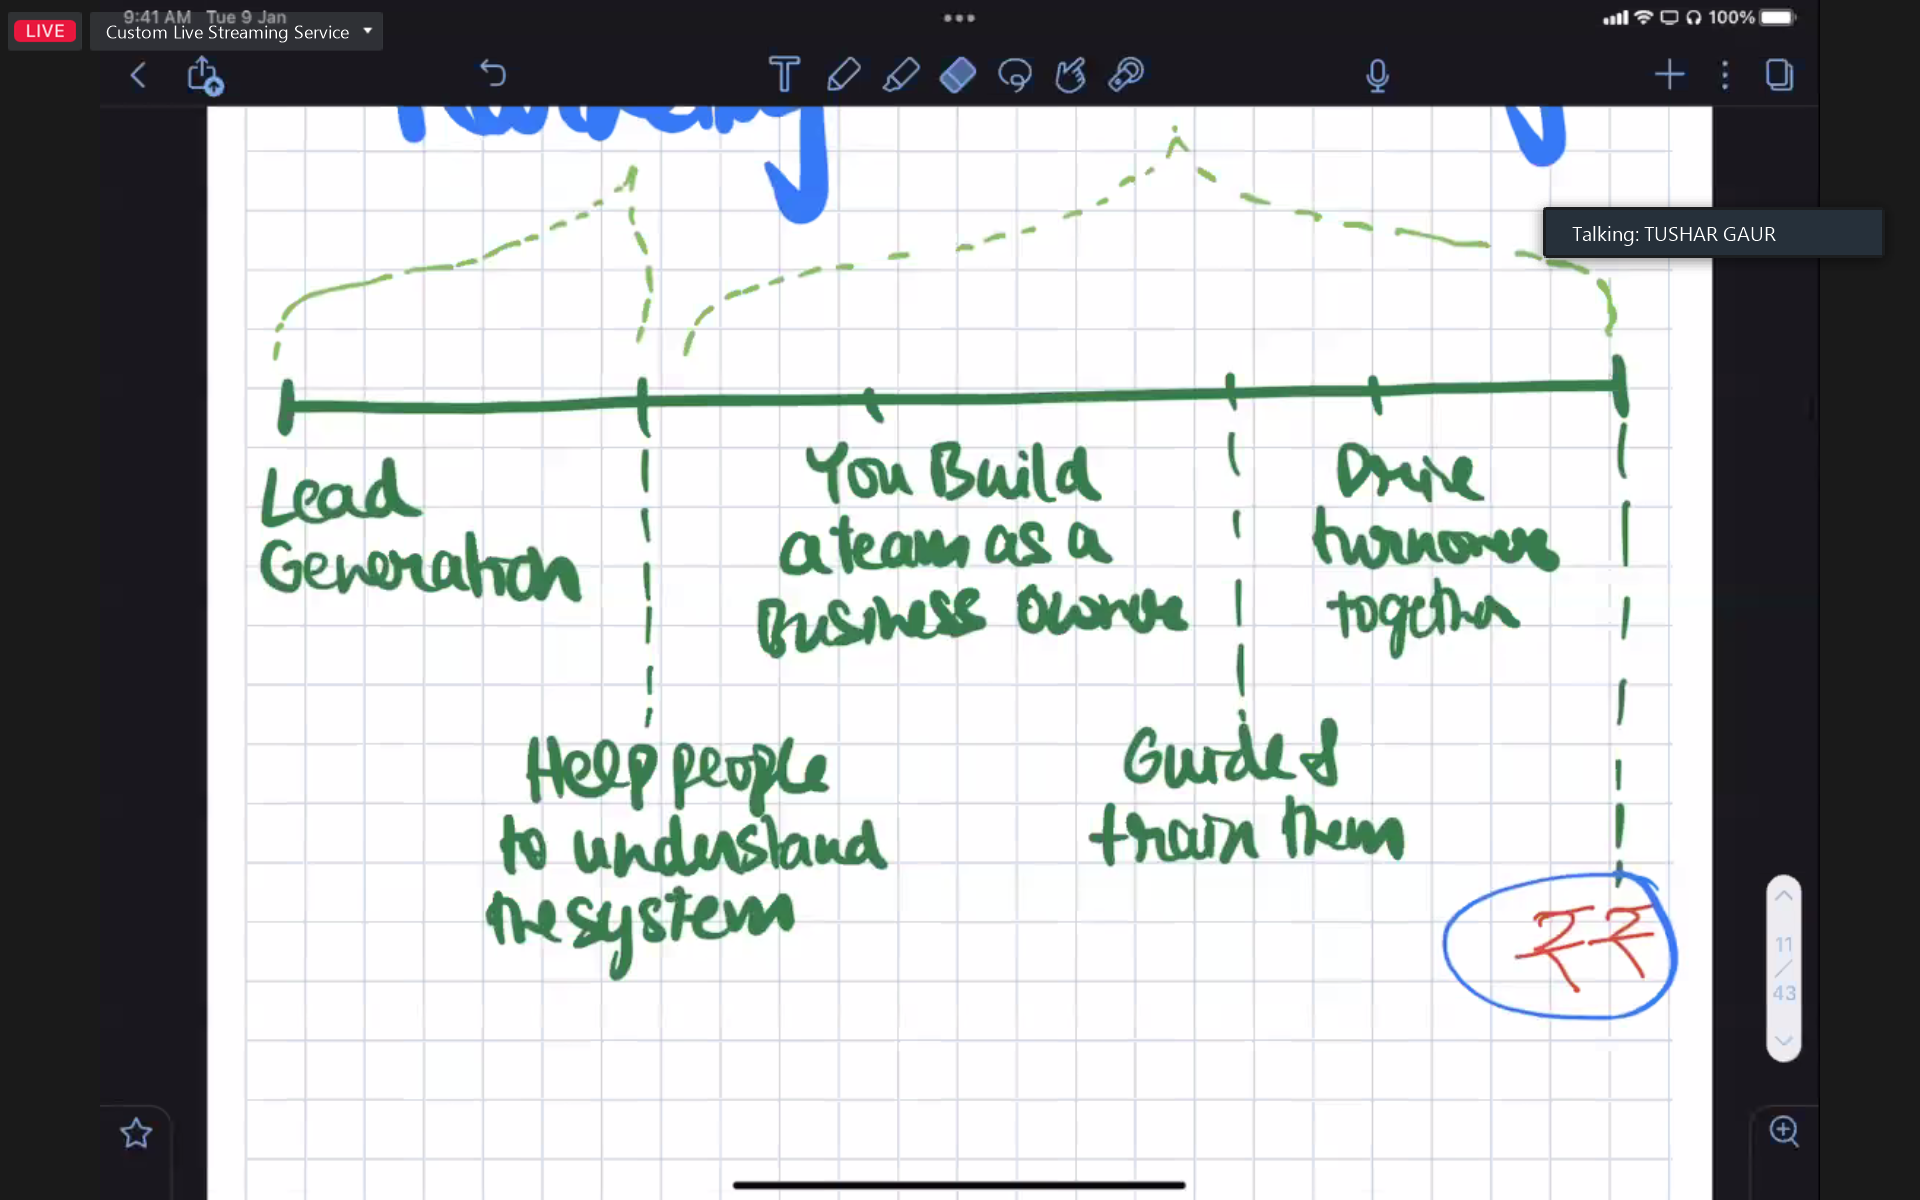 9:41 AM Tue 9 Jan
100%
LIVE
Custom Live Streaming Service
T
Talking: TUSHAR GAUR
Lead
Generation
You Build
a team as a
Business Owner
Drive
turnovers
together
Help people
to understand
the system
Guide &
train them
₹₹
11
/
43